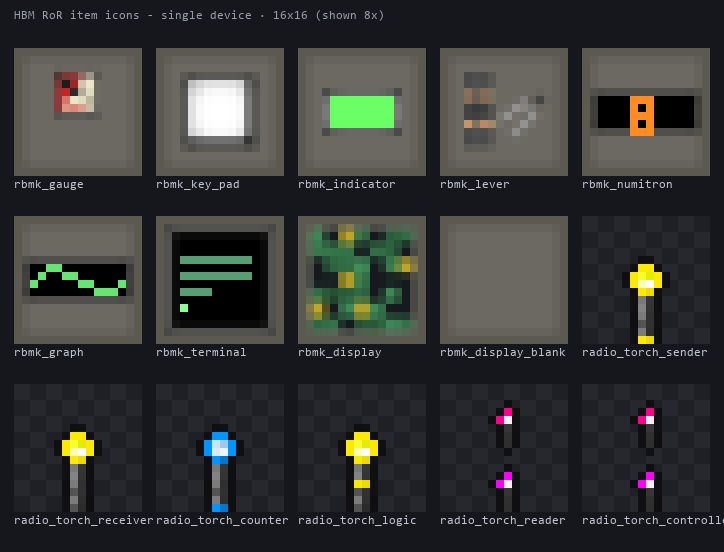 HBM RoR item icons - single device · 16x16 (shown 8x)
rbmk_gauge rbmk_key_pad rbmk_indicator rbmk_lever rbmk_numitron
rbmk_graph rbmk_terminal rbmk_display rbmk_display_blank radio_torch_sender
radio_torch_receiver radio_torch_counter radio_torch_logic radio_torch_reader radio_torch_controlle